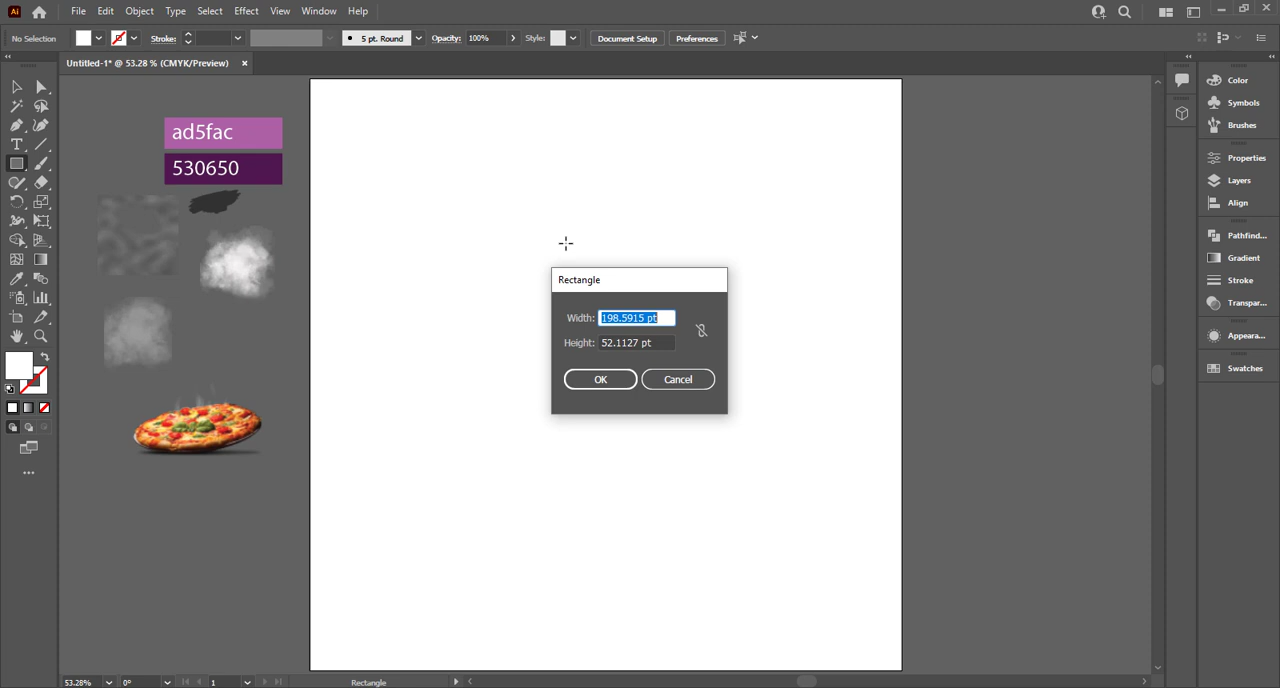 Ai File Edit Object Type Select Effect View Window Help
No Selection Stroke: 5 pt. Round Opacity: 100% Style: Document Setup Preferences
Untitled-1* @ 53.28 % (CMYK/Preview) ×
ad5fac
530650
Rectangle
Width: 198.5915 pt
Height: 52.1127 pt
OK Cancel
Color
Symbols
Brushes
Properties
Layers
Align
Pathfind...
Gradient
Stroke
Transpar...
Appeara...
Swatches
53.28% 0° 1 Rectangle